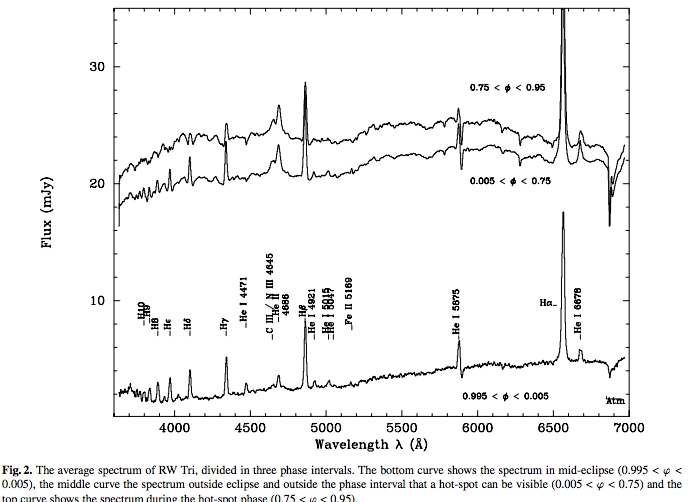 30
20
10
Flux (mJy)
0.75 < ϕ < 0.95
0.005 < ϕ < 0.75
H10
H9
H8
Hε
Hδ
Hγ
He I 4471
C III / N III 4645
He II
4686
Hβ
He I 4921
He I 5015
He I 5047
Fe II 5169
He I 5875
Hα
He I 6678
0.995 < ϕ < 0.005
Atm
4000 4500 5000 5500 6000 6500 7000
Wavelength λ (Å)
Fig. 2. The average spectrum of RW Tri, divided in three phase intervals. The bottom curve shows the spectrum in mid-eclipse (0.995 < φ <
0.005), the middle curve the spectrum outside eclipse and outside the phase interval that a hot-spot can be visible (0.005 < φ < 0.75) and the
top curve shows the spectrum during the hot-spot phase (0.75 < φ < 0.95).